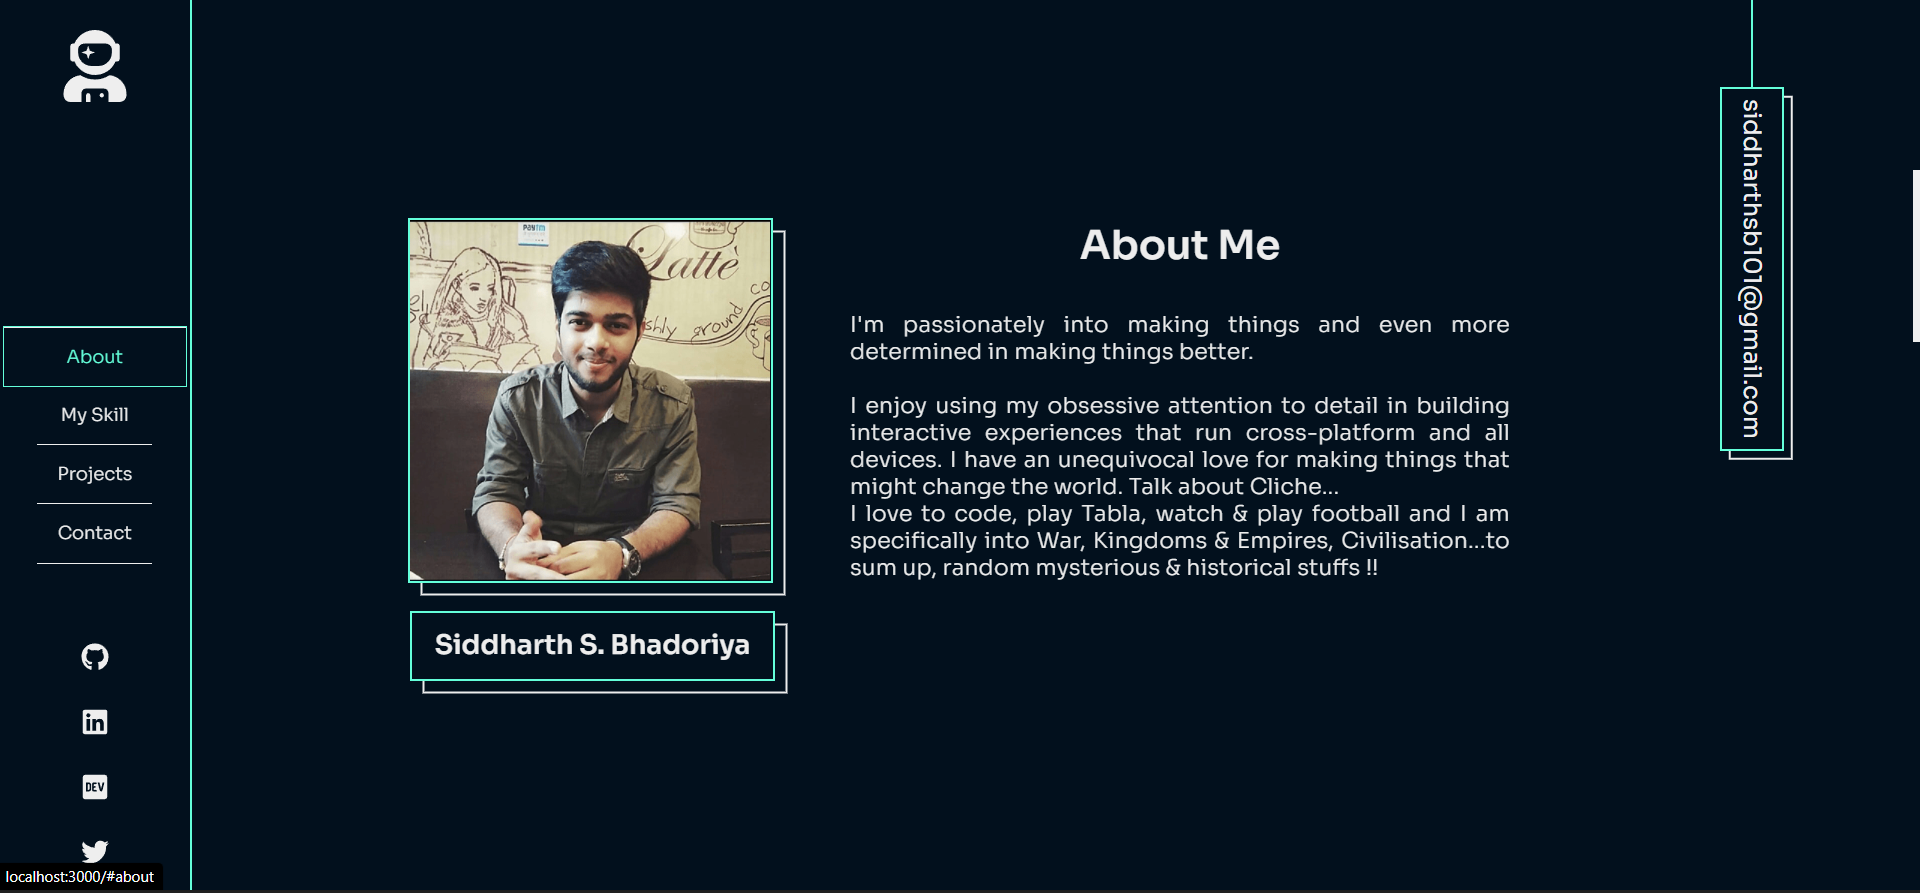 About
My Skill
Projects
Contact
DEV
localhost:3000/#about
Paytm
Latte
ground
Siddharth S. Bhadoriya
About Me
I'm passionately into making things and even more
determined in making things better.
I enjoy using my obsessive attention to detail in building
interactive experiences that run cross-platform and all
devices. I have an unequivocal love for making things that
might change the world. Talk about Cliche...
I love to code, play Tabla, watch & play football and I am
specifically into War, Kingdoms & Empires, Civilisation...to
sum up, random mysterious & historical stuffs !!
siddharthsb101@gmail.com